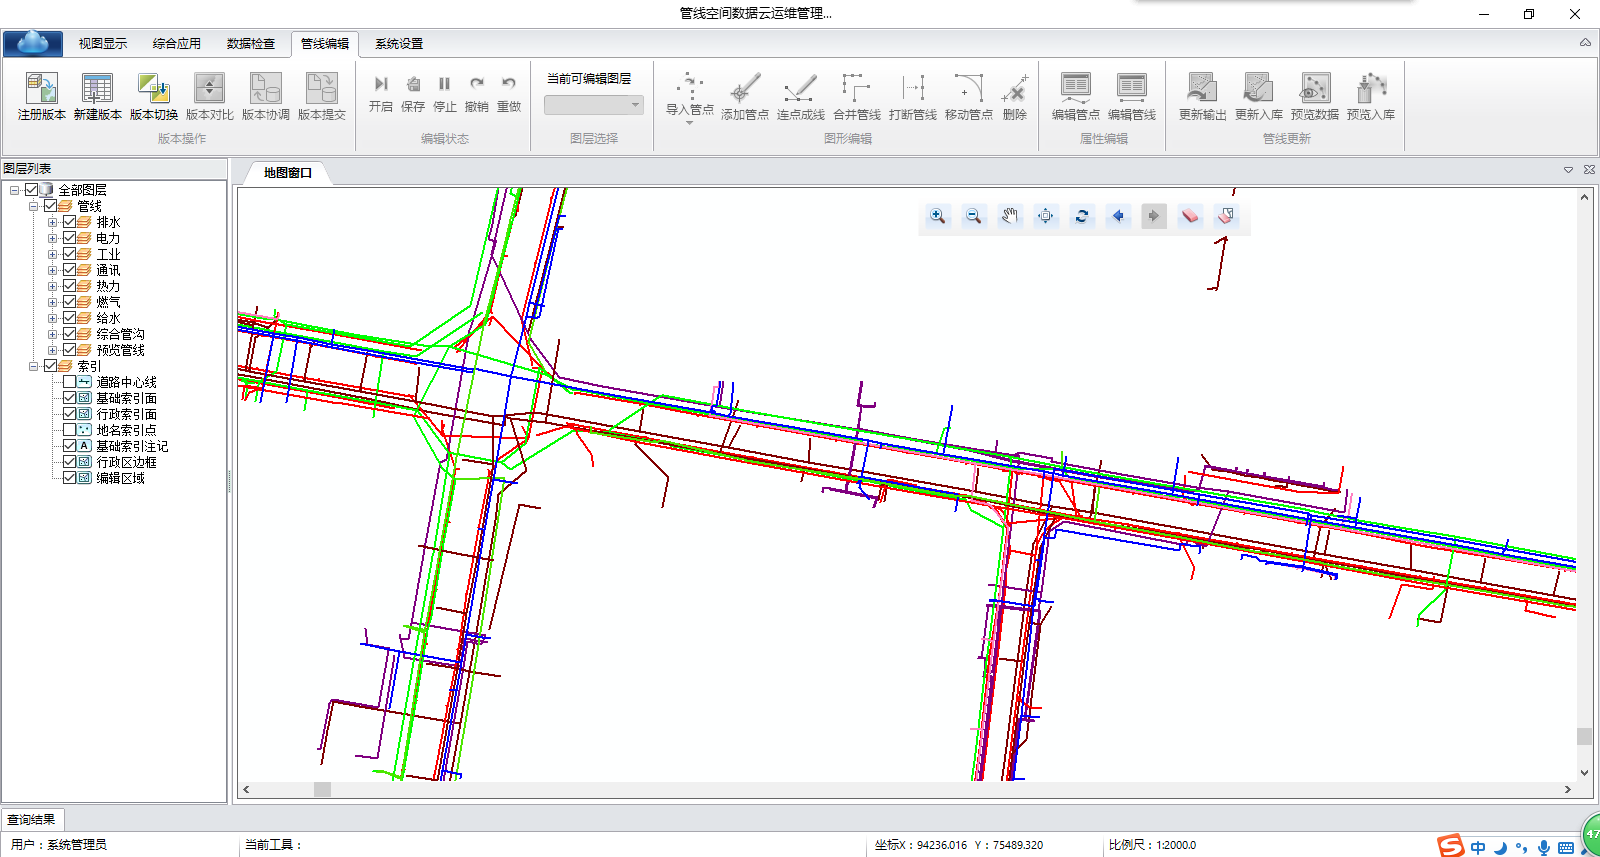 管线空间数据云运维管理...
视图显示 综合应用 数据检查 管线编辑 系统设置
注册版本 新建版本 版本切换 版本对比 版本协调 版本提交
版本操作
开启 保存 停止 撤销 重做
编辑状态
当前可编辑图层
图层选择
导入管点 添加管点 连点成线 合并管线 打断管线 移动管点 删除
图形编辑
编辑管点 编辑管线
属性编辑
更新输出 更新入库 预览数据 预览入库
管线更新
图层列表
全部图层
管线
排水
电力
工业
通讯
热力
燃气
给水
综合管沟
预览管线
索引
道路中心线
基础索引面
行政索引面
地名索引点
A 基础索引注记
行政区边框
编辑区域
地图窗口
查询结果
用户：系统管理员
当前工具：
坐标X：94236.016 Y：75489.320
比例尺：1:2000.0
S 中
47